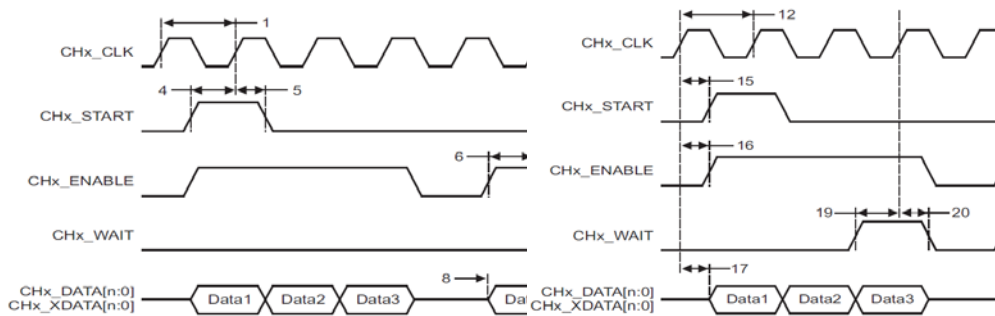 1
CHx_CLK
4
5
CHx_START
6
CHx_ENABLE
CHx_WAIT
8
CHx_DATA[n:0]
CHx_XDATA[n:0]
Data1
Data2
Data3
12
CHx_CLK
15
CHx_START
16
CHx_ENABLE
19
20
CHx_WAIT
17
CHx_DATA[n:0]
CHx_XDATA[n:0]
Data1
Data2
Data3